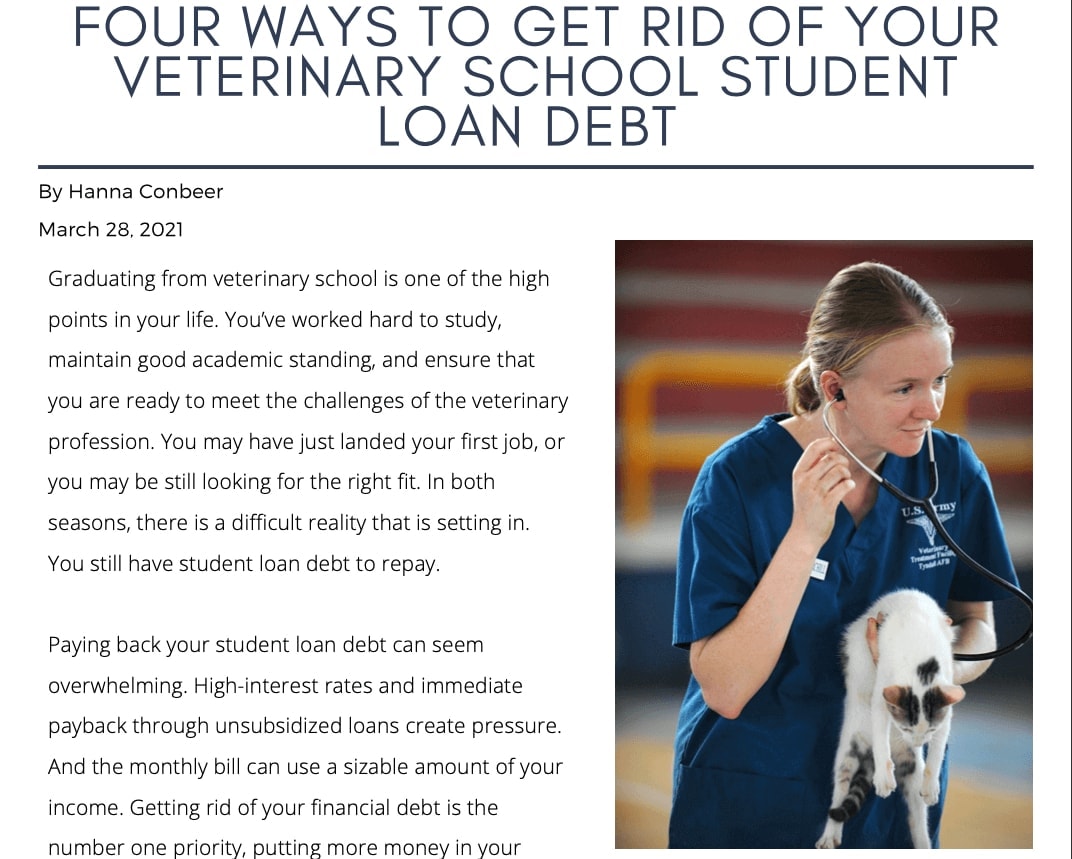 FOUR WAYS TO GET RID OF YOUR
VETERINARY SCHOOL STUDENT
LOAN DEBT
By Hanna Conbeer
March 28, 2021
Graduating from veterinary school is one of the high
points in your life. You’ve worked hard to study,
maintain good academic standing, and ensure that
you are ready to meet the challenges of the veterinary
profession. You may have just landed your first job, or
you may be still looking for the right fit. In both
seasons, there is a difficult reality that is setting in.
You still have student loan debt to repay.
Paying back your student loan debt can seem
overwhelming. High-interest rates and immediate
payback through unsubsidized loans create pressure.
And the monthly bill can use a sizable amount of your
income. Getting rid of your financial debt is the
number one priority, putting more money in your
U.S.
Veterinary
Treatment
Tyndall AFB